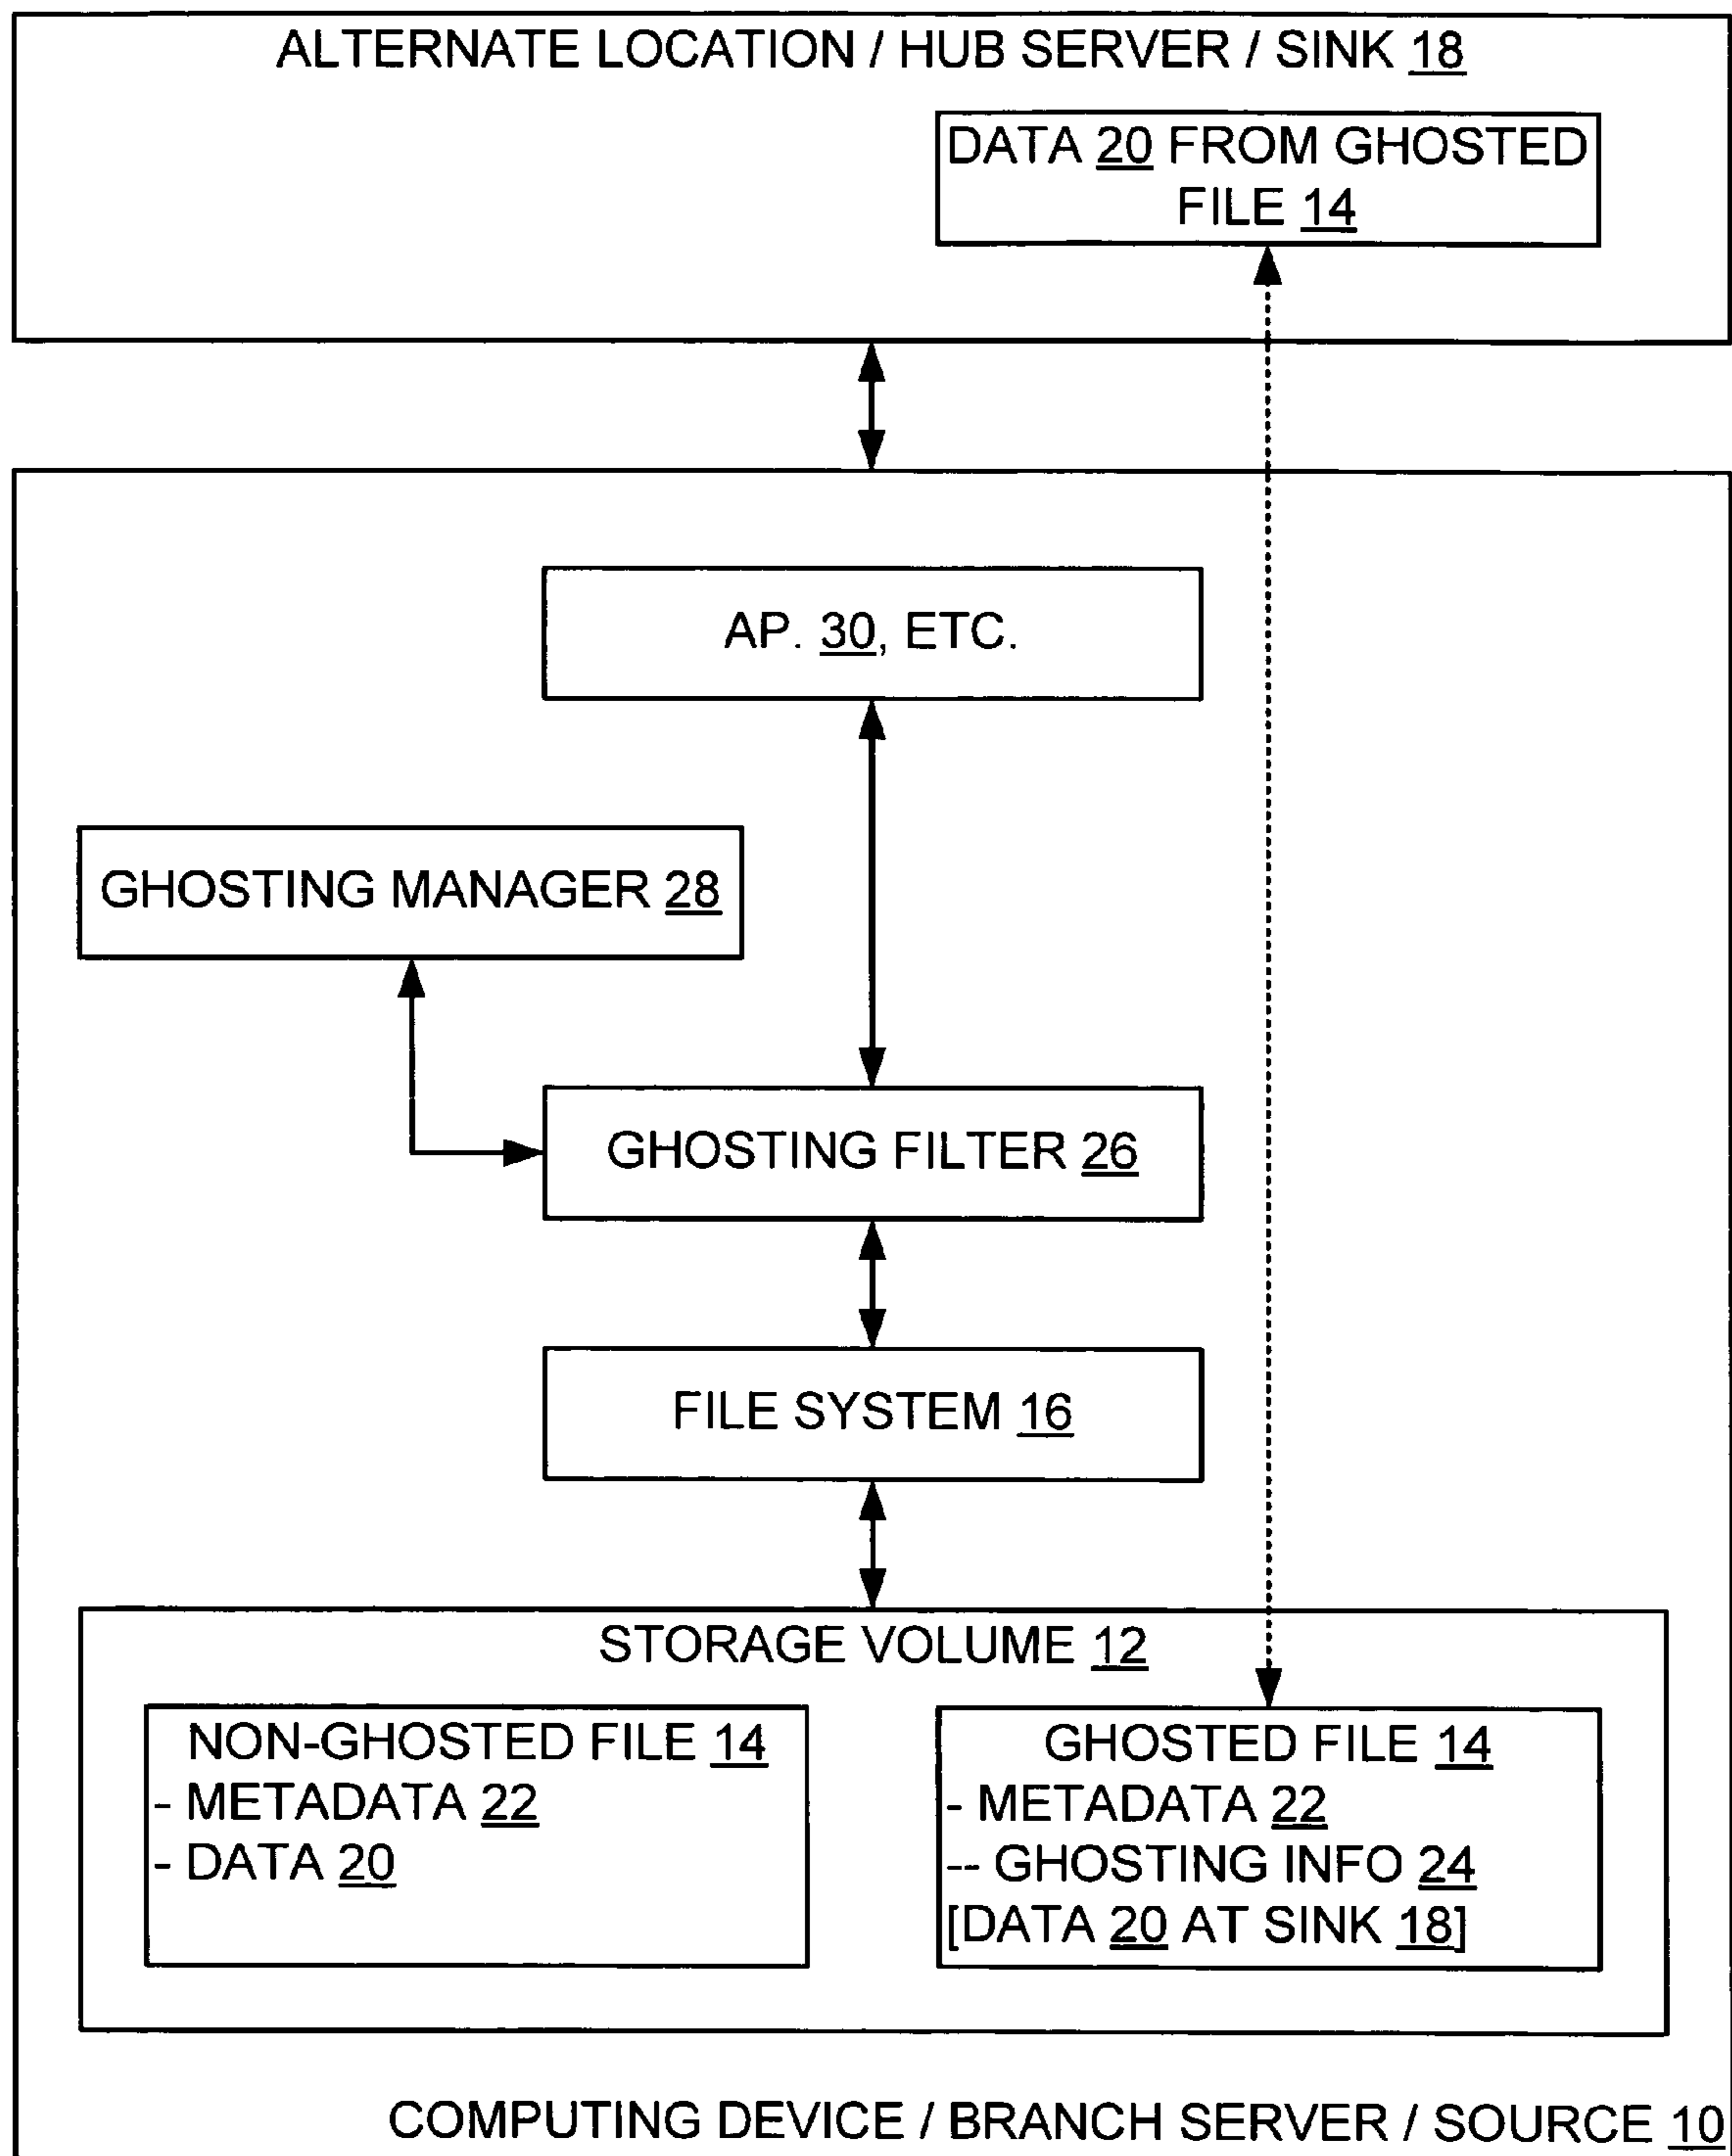 ALTERNATE LOCATION / HUB SERVER / SINK 18
DATA 20 FROM GHOSTED
FILE 14
AP. 30, ETC.
GHOSTING MANAGER 28
GHOSTING FILTER 26
FILE SYSTEM 16
STORAGE VOLUME 12
NON-GHOSTED FILE 14
- METADATA 22
- DATA 20
GHOSTED FILE 14
- METADATA 22
-- GHOSTING INFO 24
[DATA 20 AT SINK 18]
COMPUTING DEVICE / BRANCH SERVER / SOURCE 10